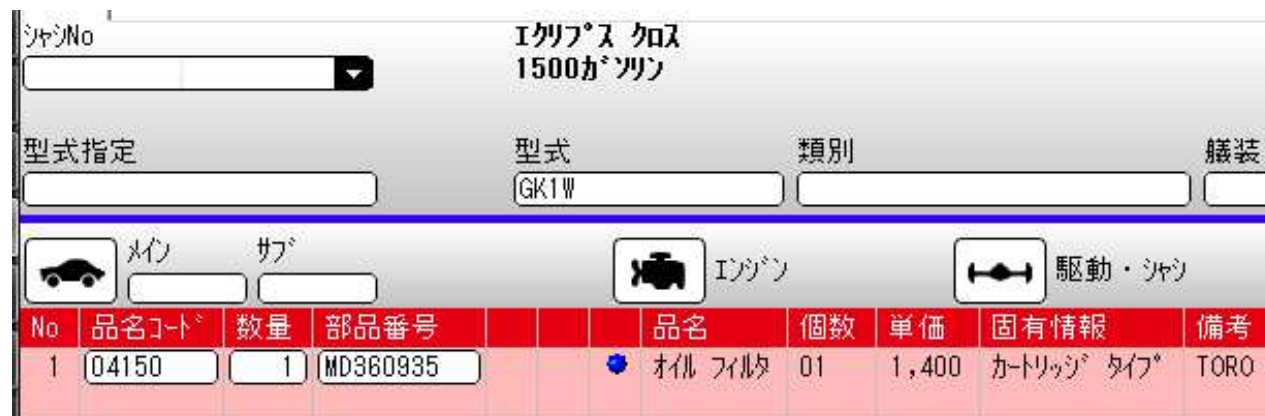 ｼｬｼNo
ｴｸﾘﾌﾟｽ ｸﾛｽ
1500ｶﾞｿﾘﾝ
型式指定 型式 類別 艤装
GK1W
ﾒｲﾝ ｻﾌﾞ ｴﾝｼﾞﾝ 駆動・ｼｬｼ
No 品名ｺｰﾄﾞ 数量 部品番号 品名 個数 単価 固有情報 備考
1 04150 1 MD360935 ｵｲﾙ ﾌｨﾙﾀ 01 1,400 ｶｰﾄﾘｯｼﾞ ﾀｲﾌﾟ TORO